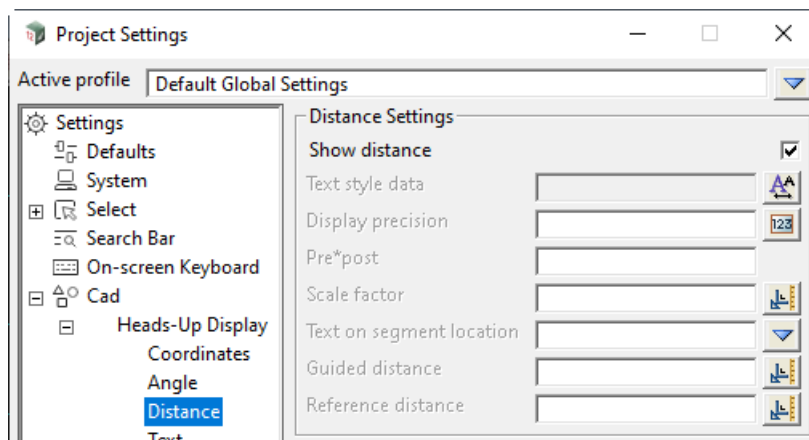 Project Settings
Active profile Default Global Settings
Settings
Defaults
System
Select
Search Bar
On-screen Keyboard
Cad
Heads-Up Display
Coordinates
Angle
Distance
Text
Distance Settings
Show distance
Text style data
Display precision
123
Pre*post
Scale factor
Text on segment location
Guided distance
Reference distance